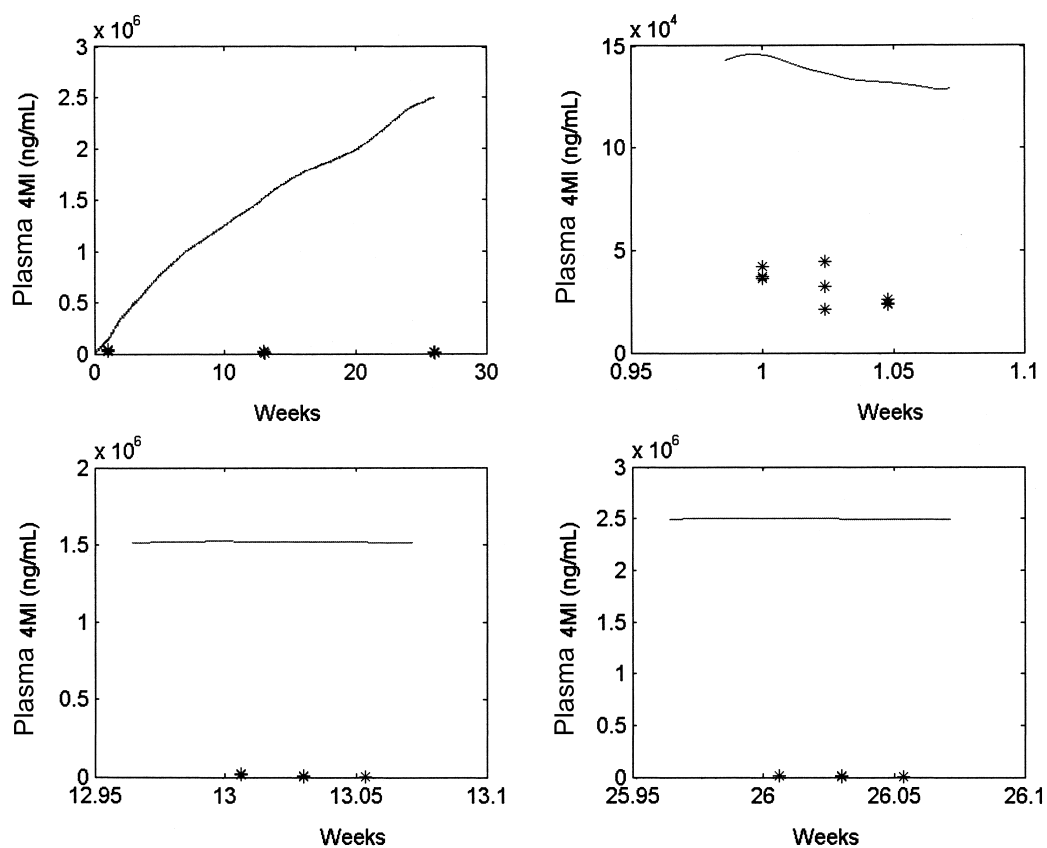 x 10^6
3
2.5
2
1.5
1
0.5
0
0 10 20 30
Plasma 4MI (ng/mL)
Weeks
x 10^4
15
10
5
0
0.95 1 1.05 1.1
Plasma 4MI (ng/mL)
Weeks
x 10^6
2
1.5
1
0.5
0
12.95 13 13.05 13.1
Plasma 4MI (ng/mL)
Weeks
x 10^6
3
2.5
2
1.5
1
0.5
0
25.95 26 26.05 26.1
Plasma 4MI (ng/mL)
Weeks